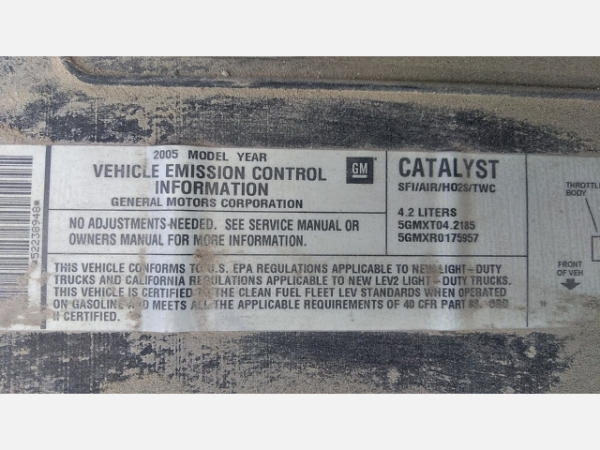 2005 MODEL YEAR
VEHICLE EMISSION CONTROL
INFORMATION
GENERAL MOTORS CORPORATION
GM
CATALYST
SFI/AIR/HO2S/TWC
NO ADJUSTMENTS-NEEDED. SEE SERVICE MANUAL OR
OWNERS MANUAL FOR MORE INFORMATION.
4.2 LITERS
5GMXT04.2185
5GMXR0175957
THIS VEHICLE CONFORMS TO U.S. EPA REGULATIONS APPLICABLE TO NEW LIGHT-DUTY
TRUCKS AND CALIFORNIA REGULATIONS APPLICABLE TO NEW LEV2 LIGHT-DUTY TRUCKS.
THIS VEHICLE IS CERTIFIED TO THE CLEAN FUEL FLEET LEV STANDARDS WHEN OPERATED
ON GASOLINE AND MEETS ALL THE APPLICABLE REQUIREMENTS OF 40 CFR PART
CERTIFIED.
*52238948*
THROTTLE
BODY
FRONT
OF VEH